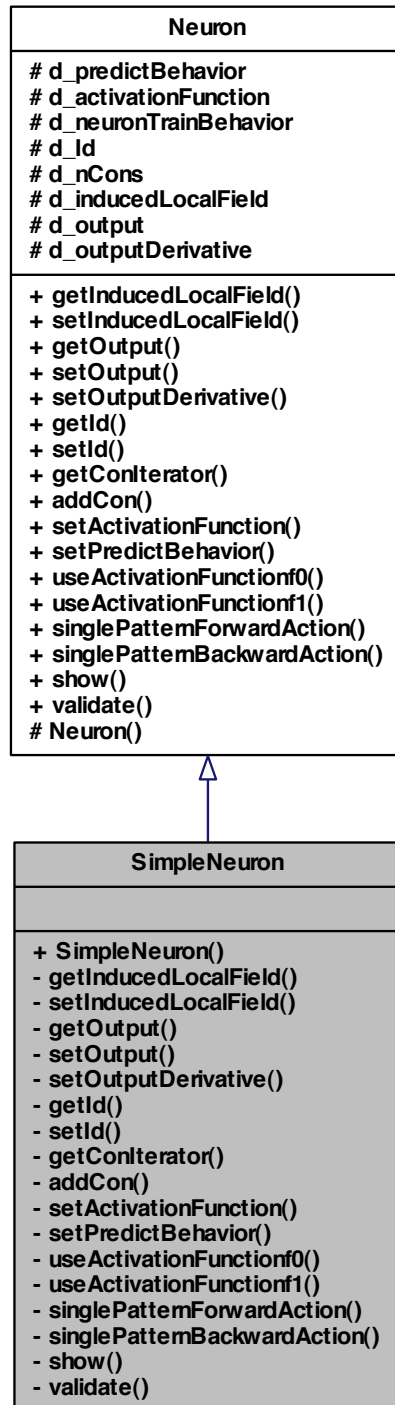 Neuron
# d_predictBehavior
# d_activationFunction
# d_neuronTrainBehavior
# d_Id
# d_nCons
# d_inducedLocalField
# d_output
# d_outputDerivative
+ getInducedLocalField()
+ setInducedLocalField()
+ getOutput()
+ setOutput()
+ setOutputDerivative()
+ getId()
+ setId()
+ getConIterator()
+ addCon()
+ setActivationFunction()
+ setPredictBehavior()
+ useActivationFunctionf0()
+ useActivationFunctionf1()
+ singlePatternForwardAction()
+ singlePatternBackwardAction()
+ show()
+ validate()
# Neuron()
SimpleNeuron
+ SimpleNeuron()
- getInducedLocalField()
- setInducedLocalField()
- getOutput()
- setOutput()
- setOutputDerivative()
- getId()
- setId()
- getConIterator()
- addCon()
- setActivationFunction()
- setPredictBehavior()
- useActivationFunctionf0()
- useActivationFunctionf1()
- singlePatternForwardAction()
- singlePatternBackwardAction()
- show()
- validate()